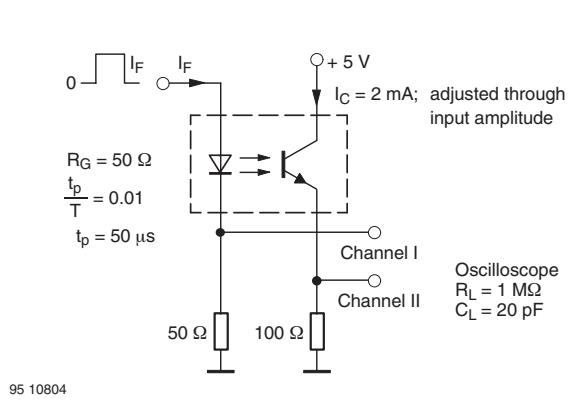 0
I_F
I_F
+ 5 V
I_C = 2 mA; adjusted through
input amplitude
R_G = 50 Ω
t_p
T
= 0.01
t_p = 50 μs
Channel I
Channel II
Oscilloscope
R_L = 1 MΩ
C_L = 20 pF
50 Ω
100 Ω
95 10804